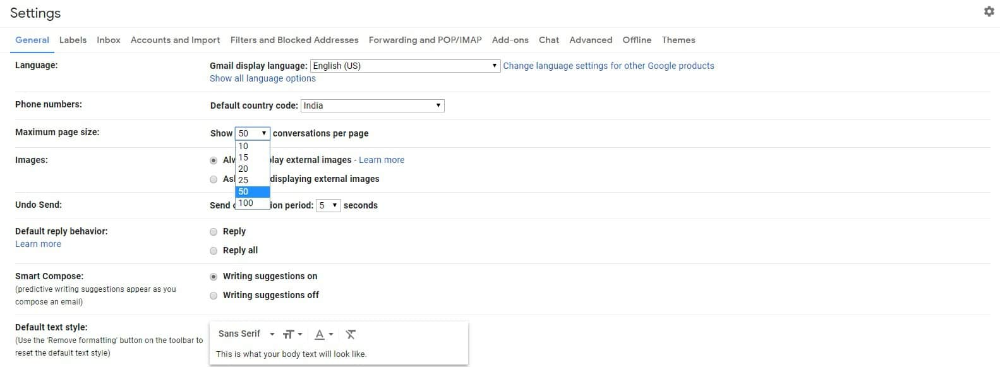 Settings
General Labels Inbox Accounts and Import Filters and Blocked Addresses Forwarding and POP/IMAP Add-ons Chat Advanced Offline Themes
Language:
Gmail display language: English (US) Change language settings for other Google products
Show all language options
Phone numbers:
Default country code: India
Maximum page size:
Show 50 conversations per page
10
15
20
25
50
100
Images:
play external images - Learn more
displaying external images
Undo Send:
Send period: 5 seconds
Default reply behavior:
Learn more
Reply
Reply all
Smart Compose:
(predictive writing suggestions appear as you
compose an email)
Writing suggestions on
Writing suggestions off
Default text style:
(Use the 'Remove formatting' button on the toolbar to
reset the default text style)
Sans Serif
This is what your body text will look like.